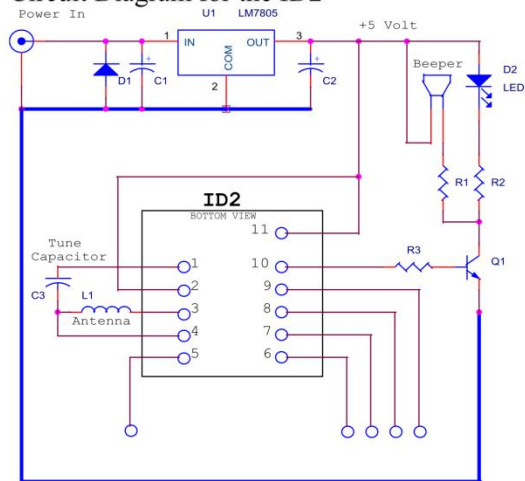 Circuit Diagram for the ID2
Power In
U1 LM7805
+5 Volt
1 IN OUT 3
COM
2
D1
C1
C2
Beeper
D2
LED
R1
R2
ID2
BOTTOM VIEW
11
Tune
Capacitor
C3
L1
Antenna
1
2
3
4
5
10
9
8
7
6
R3
Q1